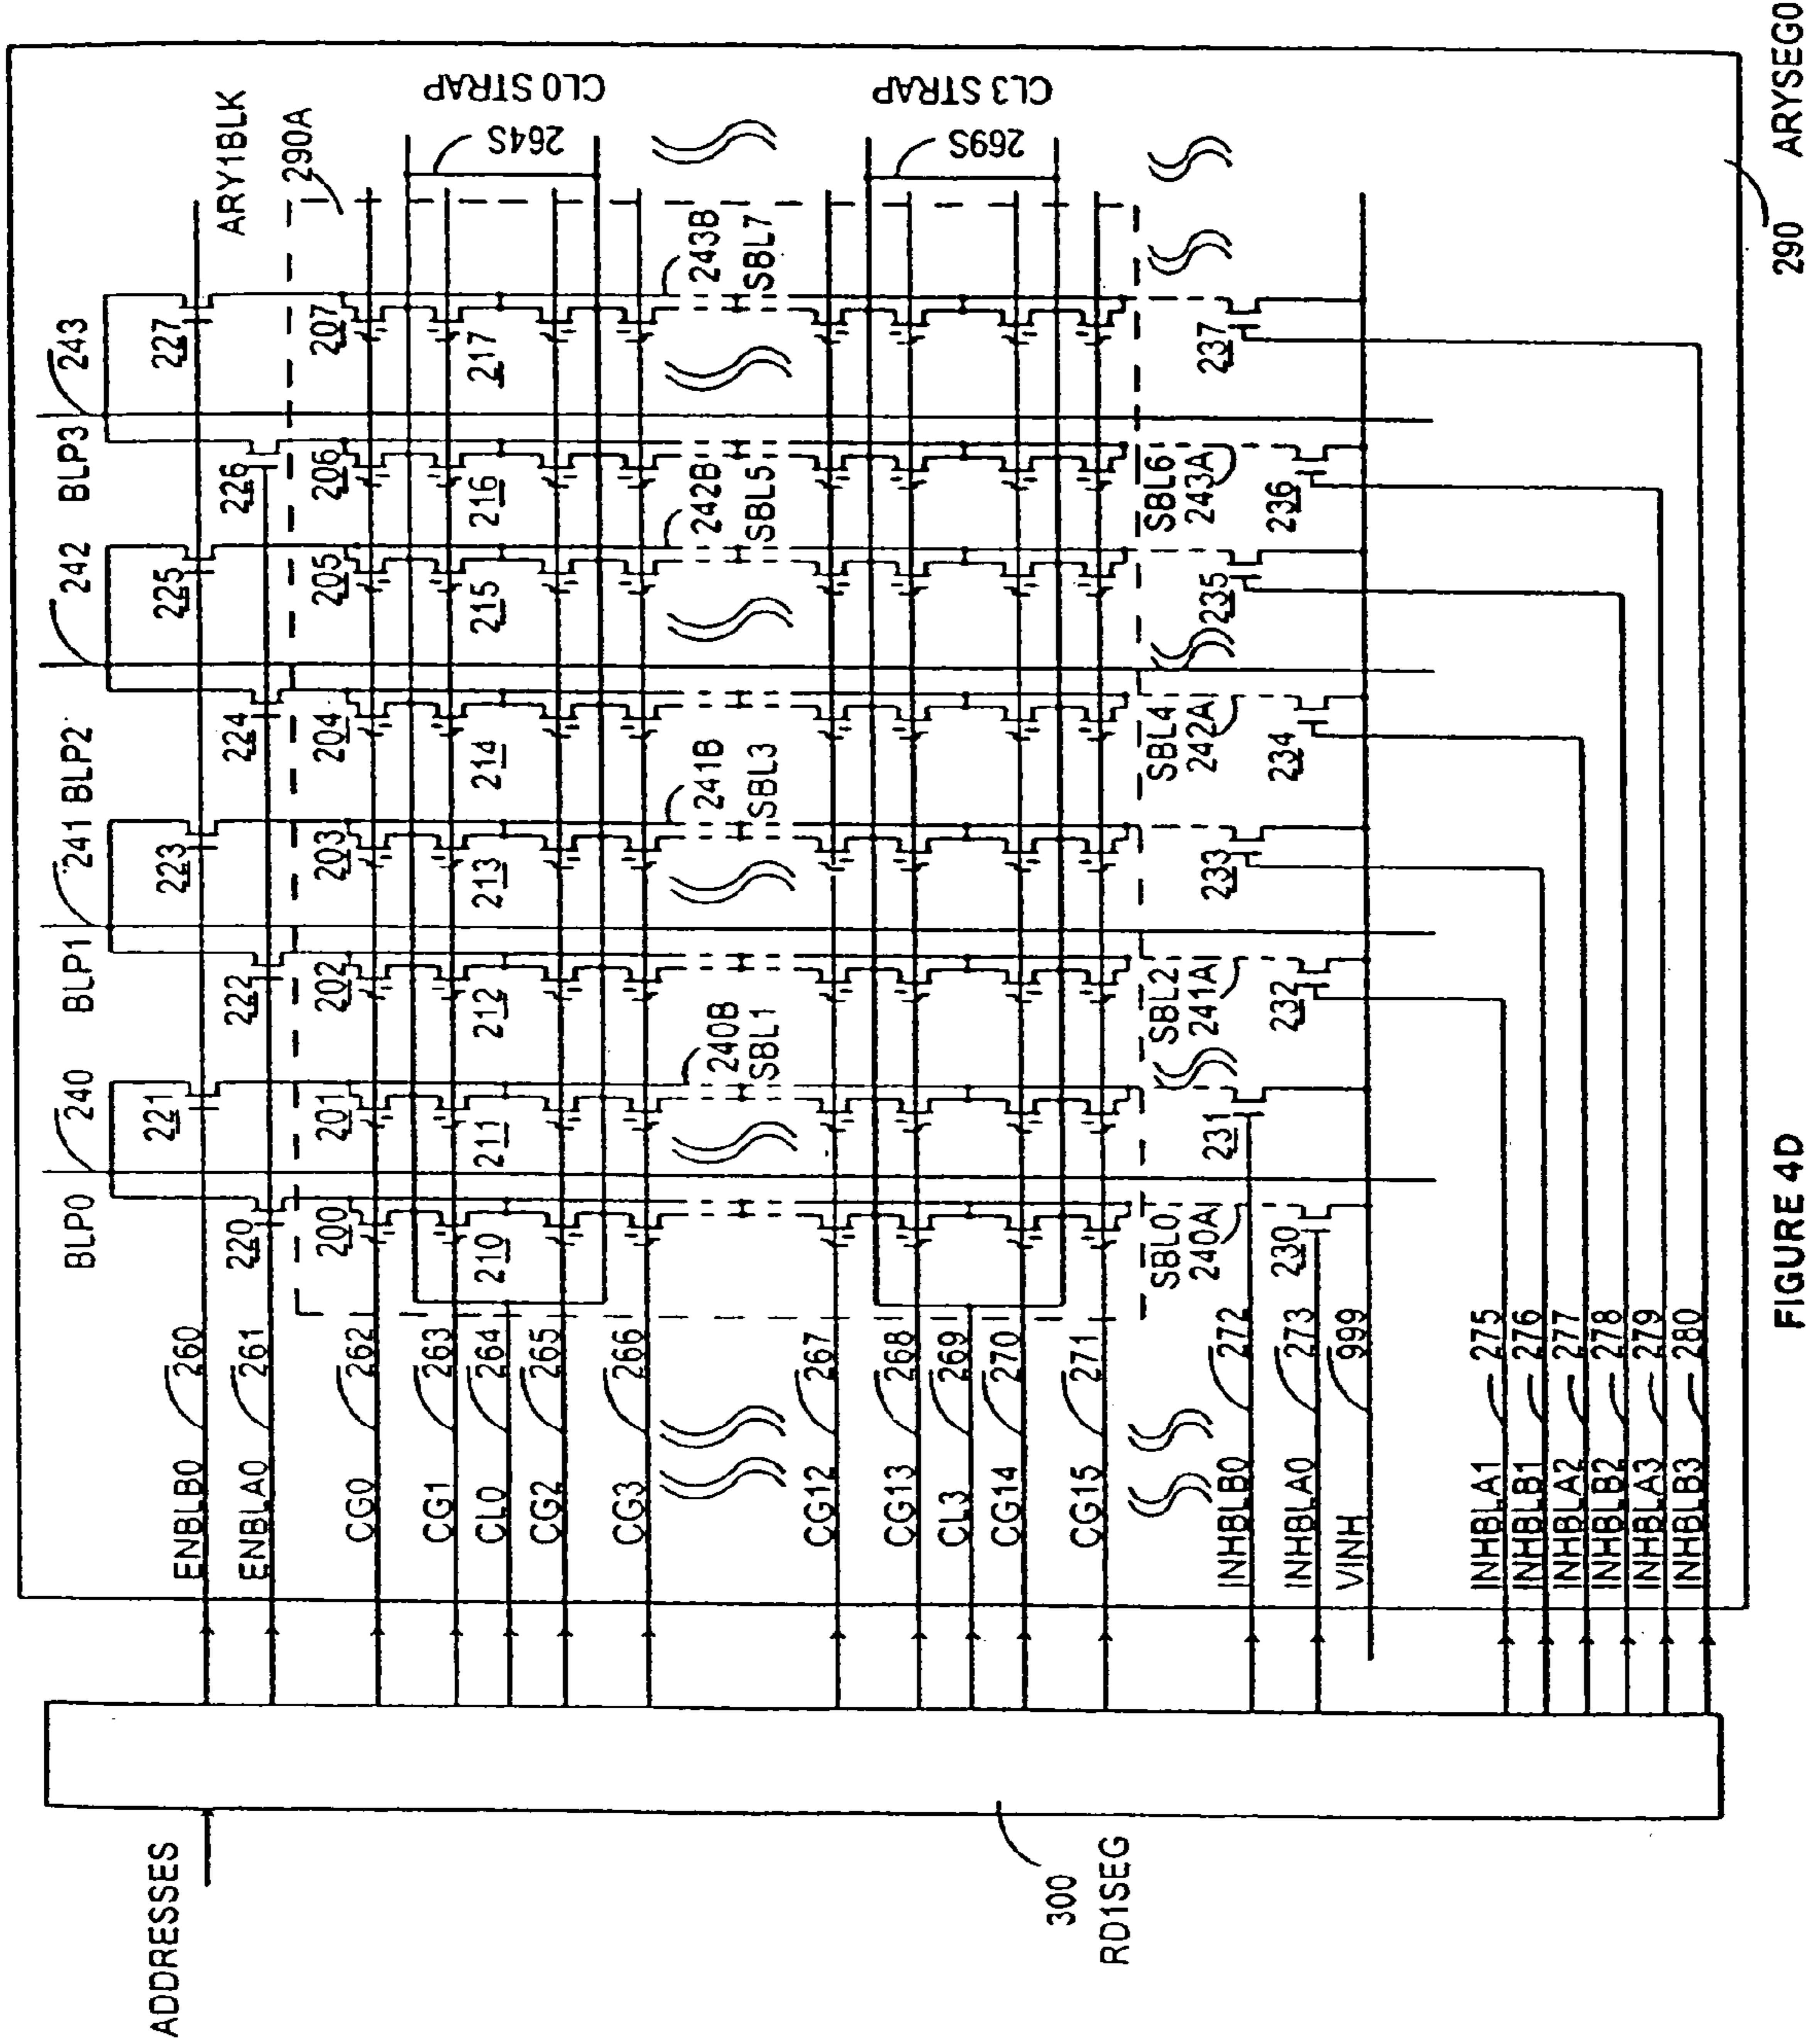 ADDRESSES
300
RD1SEG
BLP0 240 BLP1 241 BLP2 242 BLP3 243
ENBLB0 260 221 223 225 227
ENBLA0 261 220 222 224 226 ARY1BLK
290A
CG0 262 200 201 202 203 204 205 206 207
CG1 263
CL0 264 210 211 212 213 214 215 216 217 264S CL0 STRAP
CG2 265
CG3 266
240B 241B 242B 243B
SBL1 SBL3 SBL5 SBL7
CG12 267
CG13 268
CL3 269 269S CL3 STRAP
CG14 270
CG15 271
SBL0 SBL2 SBL4 SBL6
240A 241A 242A 243A
INHBLB0 272 231 233 235 237
INHBLA0 273 230 232 234 236
VINH 999
INHBLA1 275
INHBLB1 276
INHBLA2 277
INHBLB2 278
INHBLA3 279
INHBLB3 280
290 ARYSEG0
FIGURE 4D